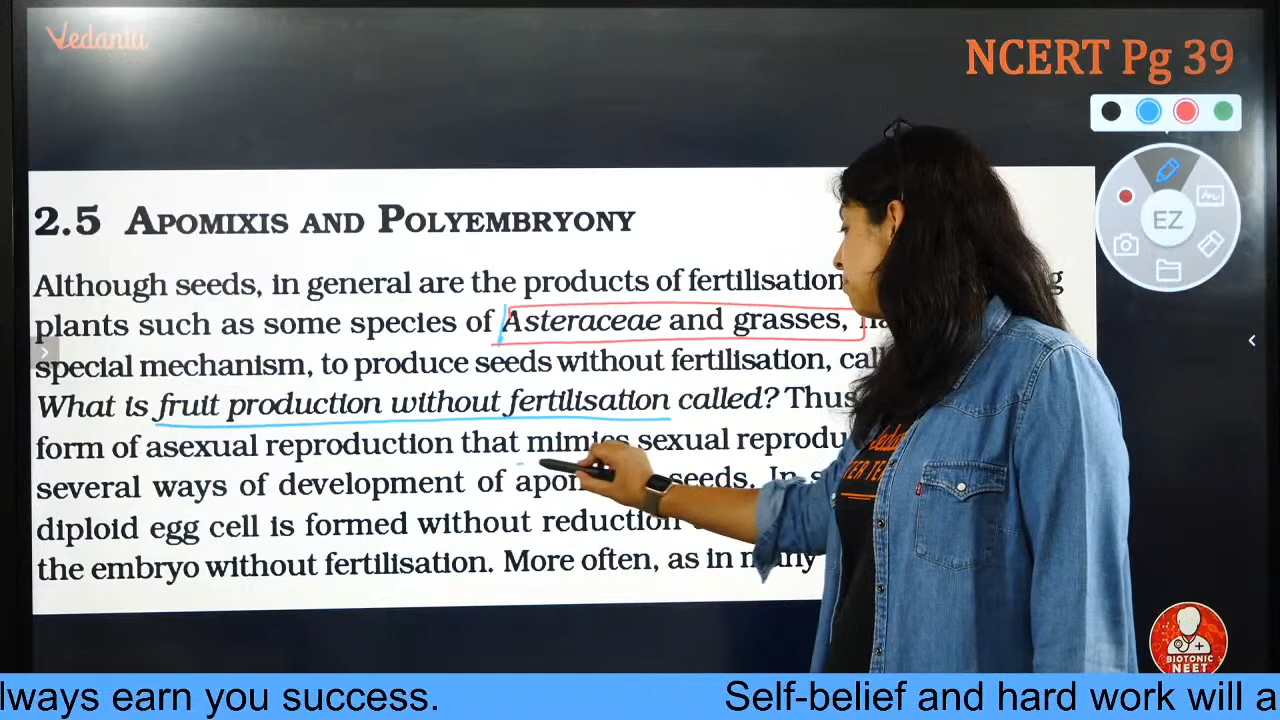 Vedantu
NCERT Pg 39
EZ
2.5 APOMIXIS AND POLYEMBRYONY
Although seeds, in general are the products of fertilisation
plants such as some species of Asteraceae and grasses,
special mechanism, to produce seeds without fertilisation,
What is fruit production without fertilisation called? Thus
form of asexual reproduction that mimics sexual
several ways of development of seeds. In
diploid egg cell is formed without reduction
the embryo without fertilisation. More often, as in many
BIOTONIC
NEET
lways earn you success. Self-belief and hard work will a